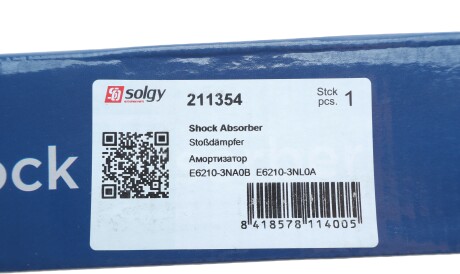 solgy
211354
Stck
pcs. 1
Shock Absorber
Stoßdämpfer
Амортизатор
E6210-3NA0B E6210-3NL0A
8 418578 114005
ock